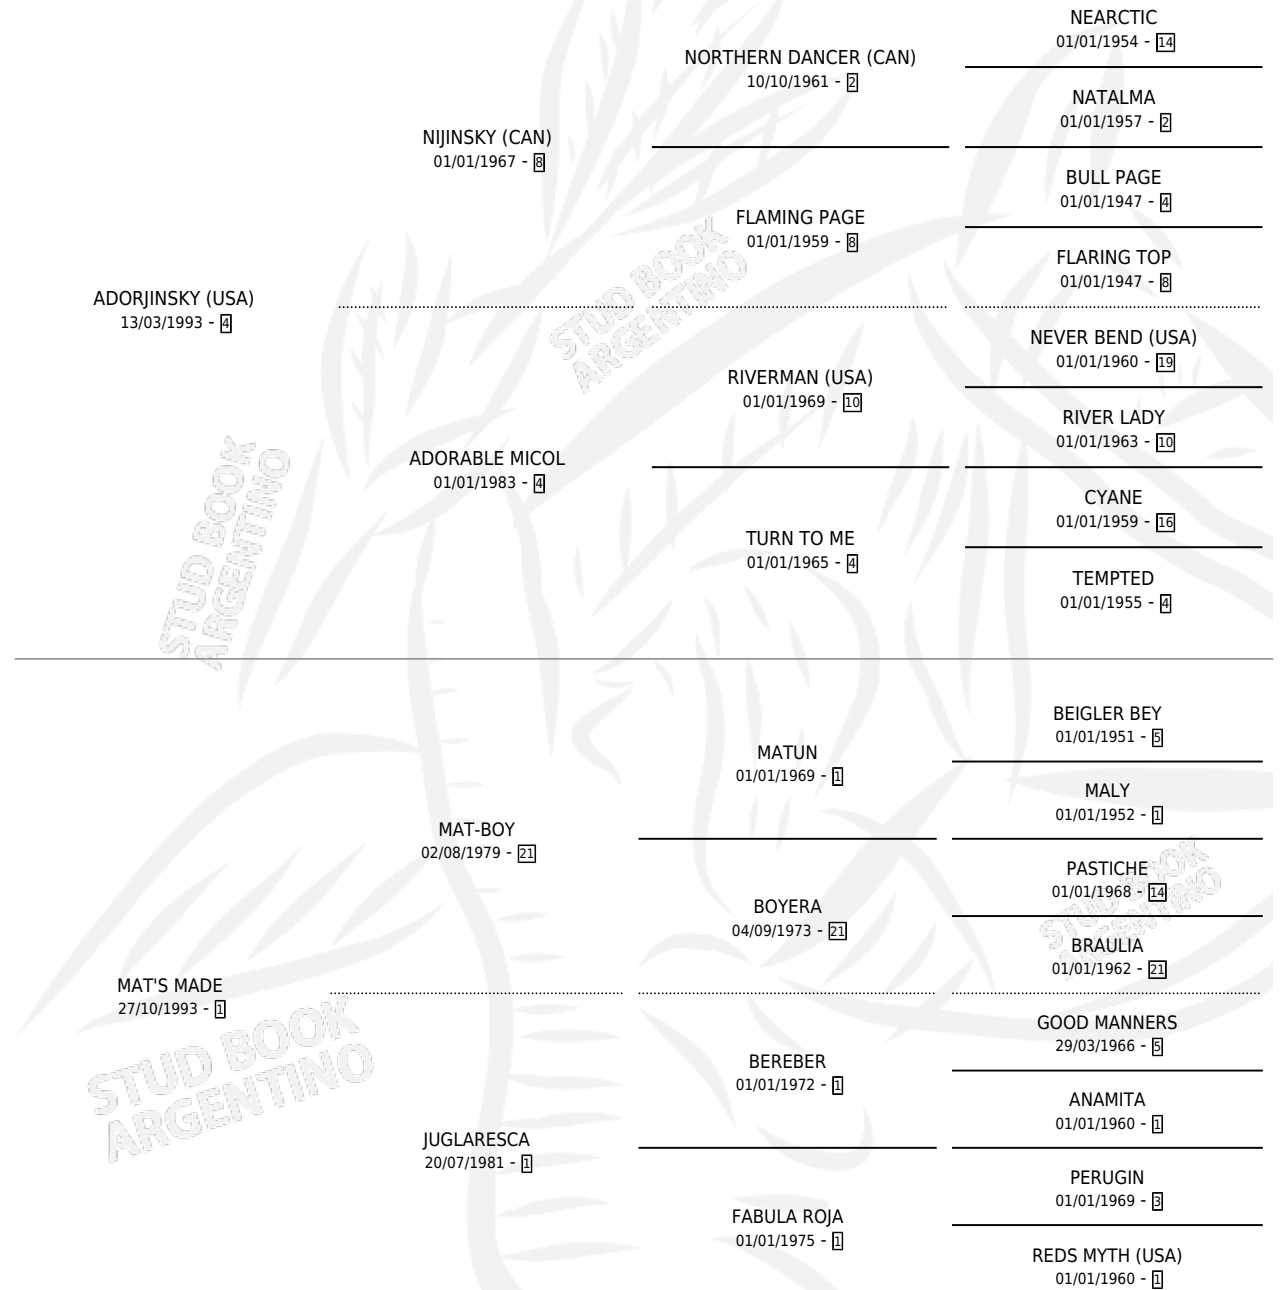 NEARCTIC
01/01/1954 - 14
NORTHERN DANCER (CAN)
10/10/1961 - 2
NATALMA
01/01/1957 - 2
NIJINSKY (CAN)
01/01/1967 - 8
BULL PAGE
01/01/1947 - 4
FLAMING PAGE
01/01/1959 - 8
FLARING TOP
01/01/1947 - 8
ADORJINSKY (USA)
13/03/1993 - 4
NEVER BEND (USA)
01/01/1960 - 19
RIVERMAN (USA)
01/01/1969 - 10
RIVER LADY
01/01/1963 - 10
ADORABLE MICOL
01/01/1983 - 4
CYANE
01/01/1959 - 16
TURN TO ME
01/01/1965 - 4
TEMPTED
01/01/1955 - 4
BEIGLER BEY
01/01/1951 - 5
MATUN
01/01/1969 - 1
MALY
01/01/1952 - 1
MAT-BOY
02/08/1979 - 21
PASTICHE
01/01/1968 - 14
BOYERA
04/09/1973 - 21
BRAULIA
01/01/1962 - 21
MAT'S MADE
27/10/1993 - 1
GOOD MANNERS
29/03/1966 - 5
BEREBER
01/01/1972 - 1
ANAMITA
01/01/1960 - 1
JUGLARESCA
20/07/1981 - 1
PERUGIN
01/01/1969 - 3
FABULA ROJA
01/01/1975 - 1
REDS MYTH (USA)
01/01/1960 - 1
STUD BOOK
ARGENTINO
STUD BOOK
ARGENTINO
STUD BOOK
ARGENTINO
STUD BOOK
ARGENTINO